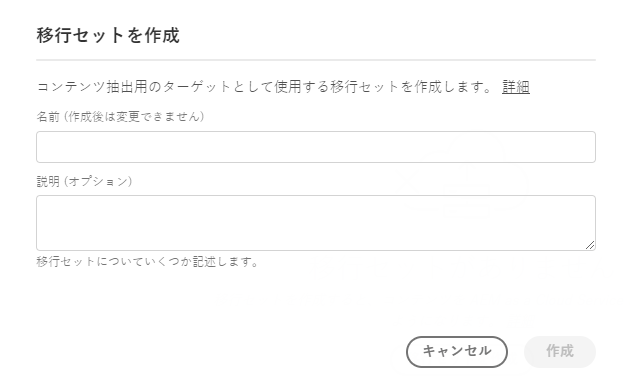 移行セットを作成
コンテンツ抽出用のターゲットとして使用する移行セットを作成します。 詳細
名前 (作成後は変更できません)
説明 (オプション)
移行セットについていくつか記述します。
キャンセル 作成